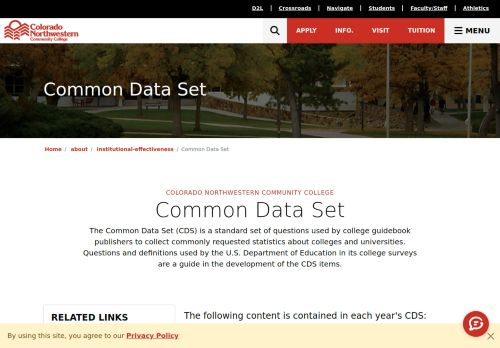 D2L | Crossroads | Navigate | Students | Faculty/Staff | Athletics
Colorado
Northwestern
Community College
APPLY INFO. VISIT TUITION MENU
Common Data Set
Home / about / institutional-effectiveness / Common Data Set
COLORADO NORTHWESTERN COMMUNITY COLLEGE
Common Data Set
The Common Data Set (CDS) is a standard set of questions used by college guidebook
publishers to collect commonly requested statistics about colleges and universities.
Questions and definitions used by the U.S. Department of Education in its college surveys
are a guide in the development of the CDS items.
RELATED LINKS
The following content is contained in each year's CDS:
By using this site, you agree to our Privacy Policy